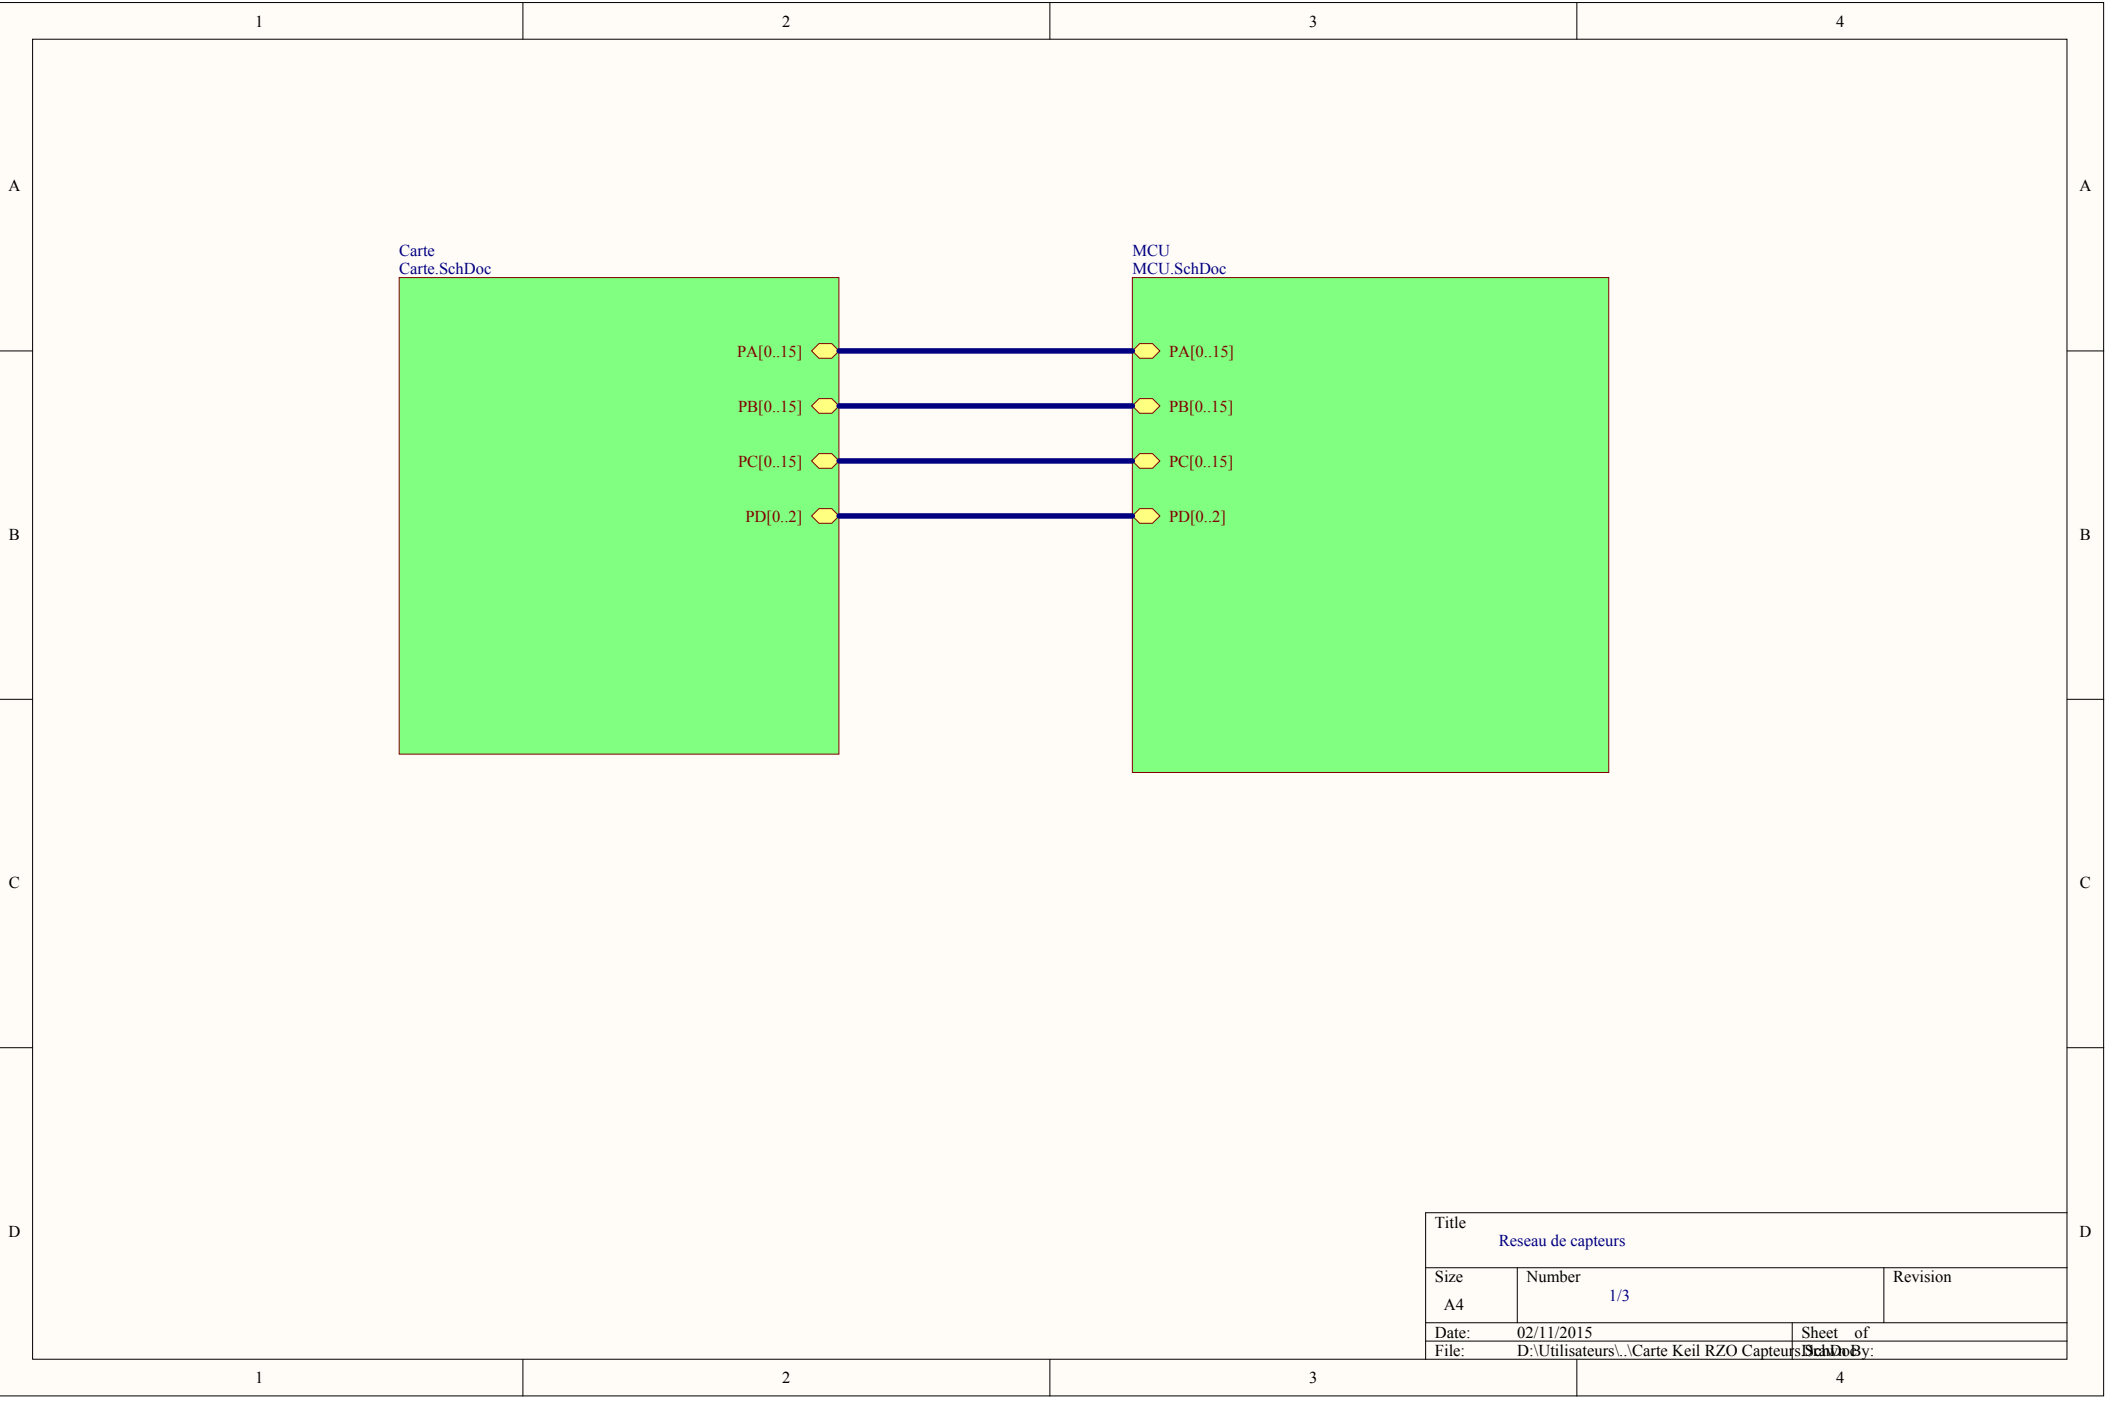 1 2 3 4
A A
Carte
Carte.SchDoc
MCU
MCU.SchDoc
PA[0..15] PA[0..15]
PB[0..15] PB[0..15]
PC[0..15] PC[0..15]
PD[0..2] PD[0..2]
B B
C C
D D
Title
Reseau de capteurs
Size Number Revision
A4 1/3
Date: 02/11/2015 Sheet of
File: D:\Utilisateurs\..\Carte Keil RZO Capteurs.SchDoc Drawn By:
1 2 3 4